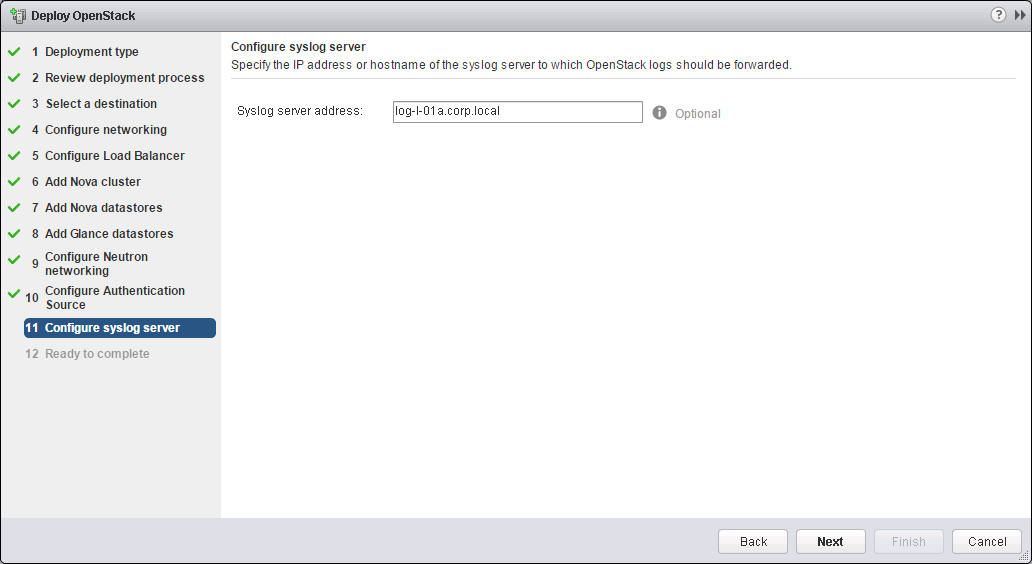 Deploy OpenStack
?
1 Deployment type
2 Review deployment process
3 Select a destination
4 Configure networking
5 Configure Load Balancer
6 Add Nova cluster
7 Add Nova datastores
8 Add Glance datastores
9 Configure Neutron
networking
10 Configure Authentication
Source
11 Configure syslog server
12 Ready to complete
Configure syslog server
Specify the IP address or hostname of the syslog server to which OpenStack logs should be forwarded.
Syslog server address: log-l-01a.corp.local Optional
Back Next Finish Cancel